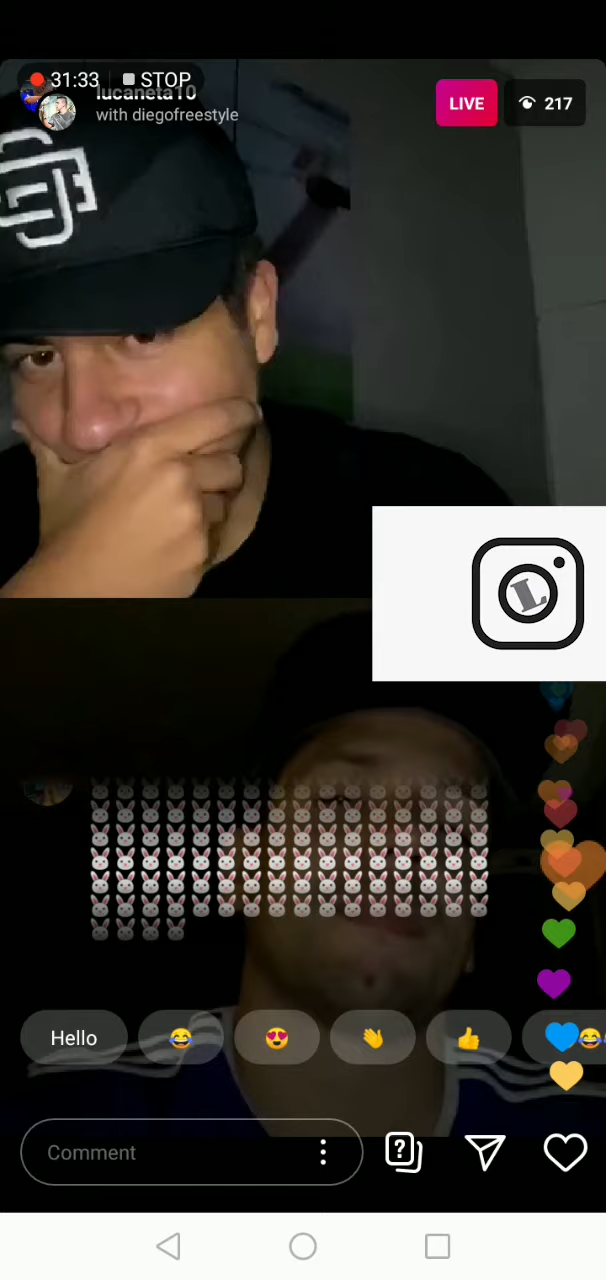 31:33 STOP
lucaneta10
with diegofreestyle
LIVE
217
L
Hello
Comment
?